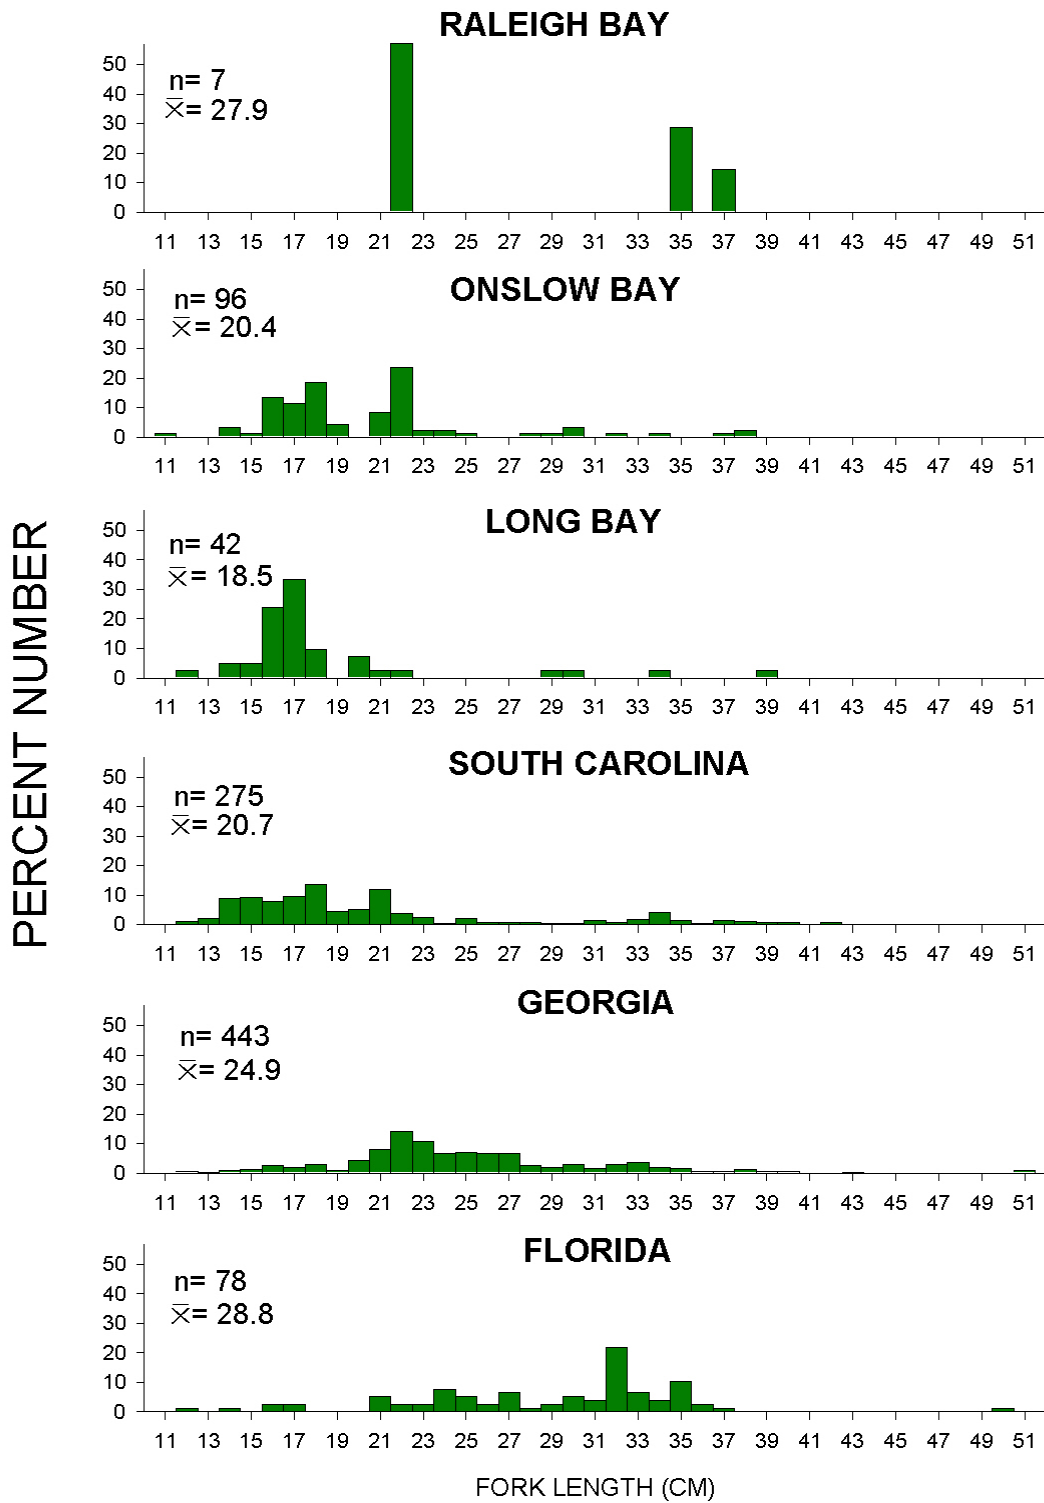 RALEIGH BAY
50
40
30
20
10
0
n= 7
x̅= 27.9
11 13 15 17 19 21 23 25 27 29 31 33 35 37 39 41 43 45 47 49 51
ONSLOW BAY
50
40
30
20
10
0
n= 96
x̅= 20.4
11 13 15 17 19 21 23 25 27 29 31 33 35 37 39 41 43 45 47 49 51
LONG BAY
50
40
30
20
10
0
n= 42
x̅= 18.5
11 13 15 17 19 21 23 25 27 29 31 33 35 37 39 41 43 45 47 49 51
PERCENT NUMBER
SOUTH CAROLINA
50
40
30
20
10
0
n= 275
x̅= 20.7
11 13 15 17 19 21 23 25 27 29 31 33 35 37 39 41 43 45 47 49 51
GEORGIA
50
40
30
20
10
0
n= 443
x̅= 24.9
11 13 15 17 19 21 23 25 27 29 31 33 35 37 39 41 43 45 47 49 51
FLORIDA
50
40
30
20
10
0
n= 78
x̅= 28.8
11 13 15 17 19 21 23 25 27 29 31 33 35 37 39 41 43 45 47 49 51
FORK LENGTH (CM)